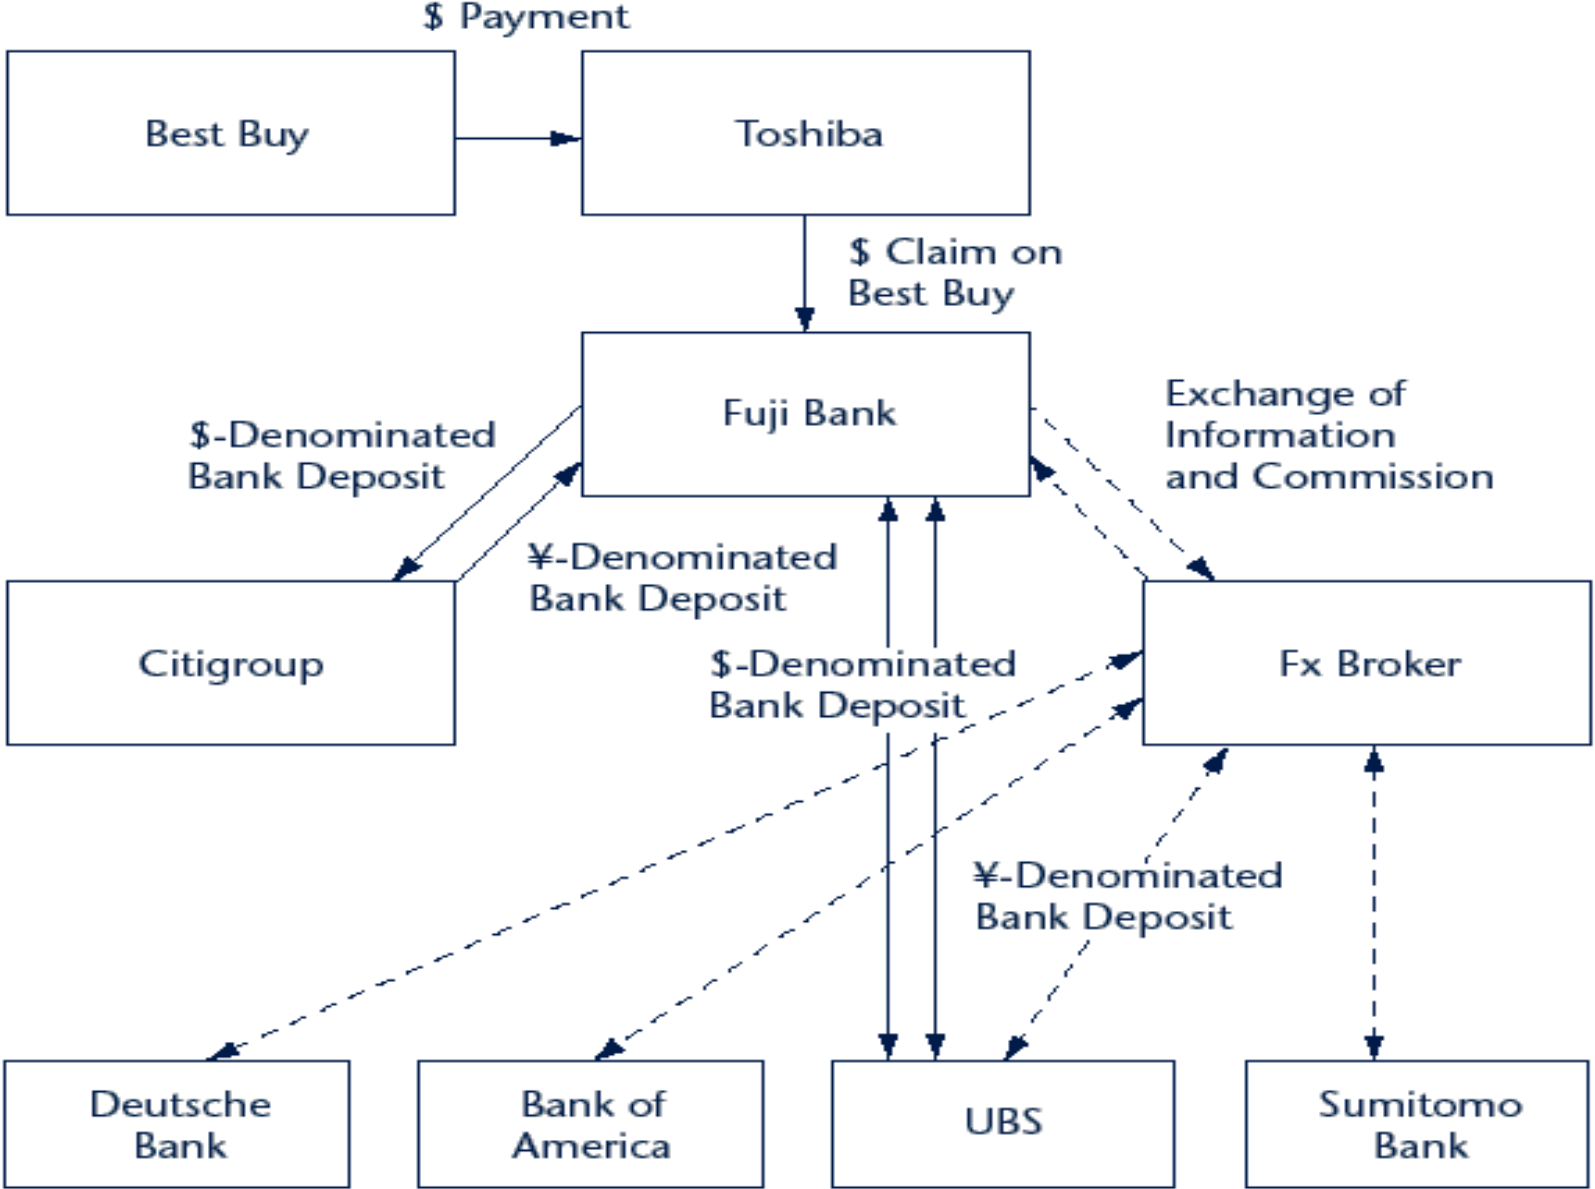 $ Payment
Best Buy
Toshiba
$ Claim on
Best Buy
Fuji Bank
Exchange of
Information
and Commission
$-Denominated
Bank Deposit
¥-Denominated
Bank Deposit
Citigroup
$-Denominated
Bank Deposit
Fx Broker
¥-Denominated
Bank Deposit
Deutsche
Bank
Bank of
America
UBS
Sumitomo
Bank